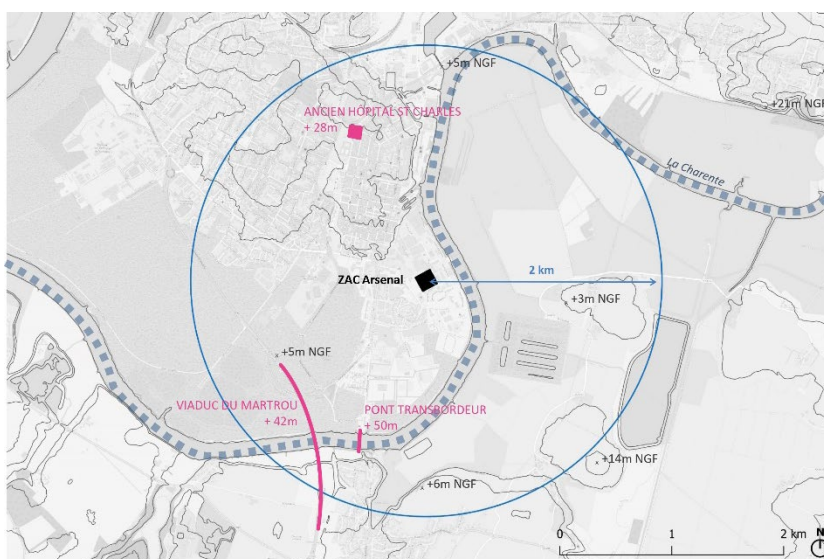 +5m NGF
+21m NGF
ANCIEN HÔPITAL ST CHARLES
+ 28m
La Charente
ZAC Arsenal
2 km
+3m NGF
+5m NGF
VIADUC DU MARTROU
+ 42m
PONT TRANSBORDEUR
+ 50m
+14m NGF
+6m NGF
0
1
2 km
N